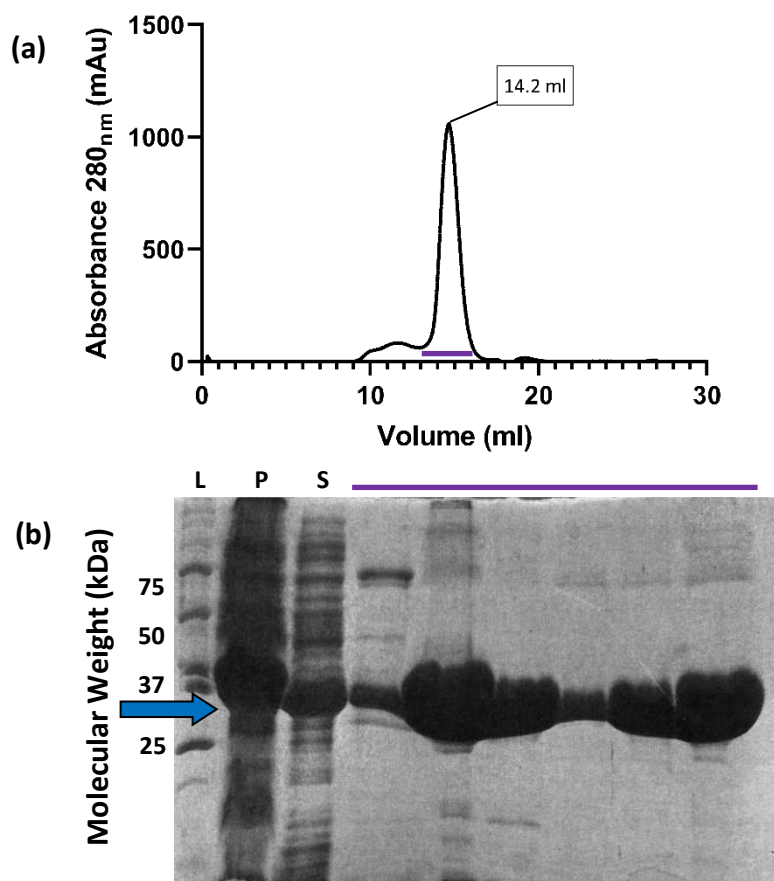 (a)
Absorbance 280nm (mAu)
1500
1000
500
0
14.2 ml
0 10 20 30
Volume (ml)
L P S
(b)
Molecular Weight (kDa)
75
50
37
25